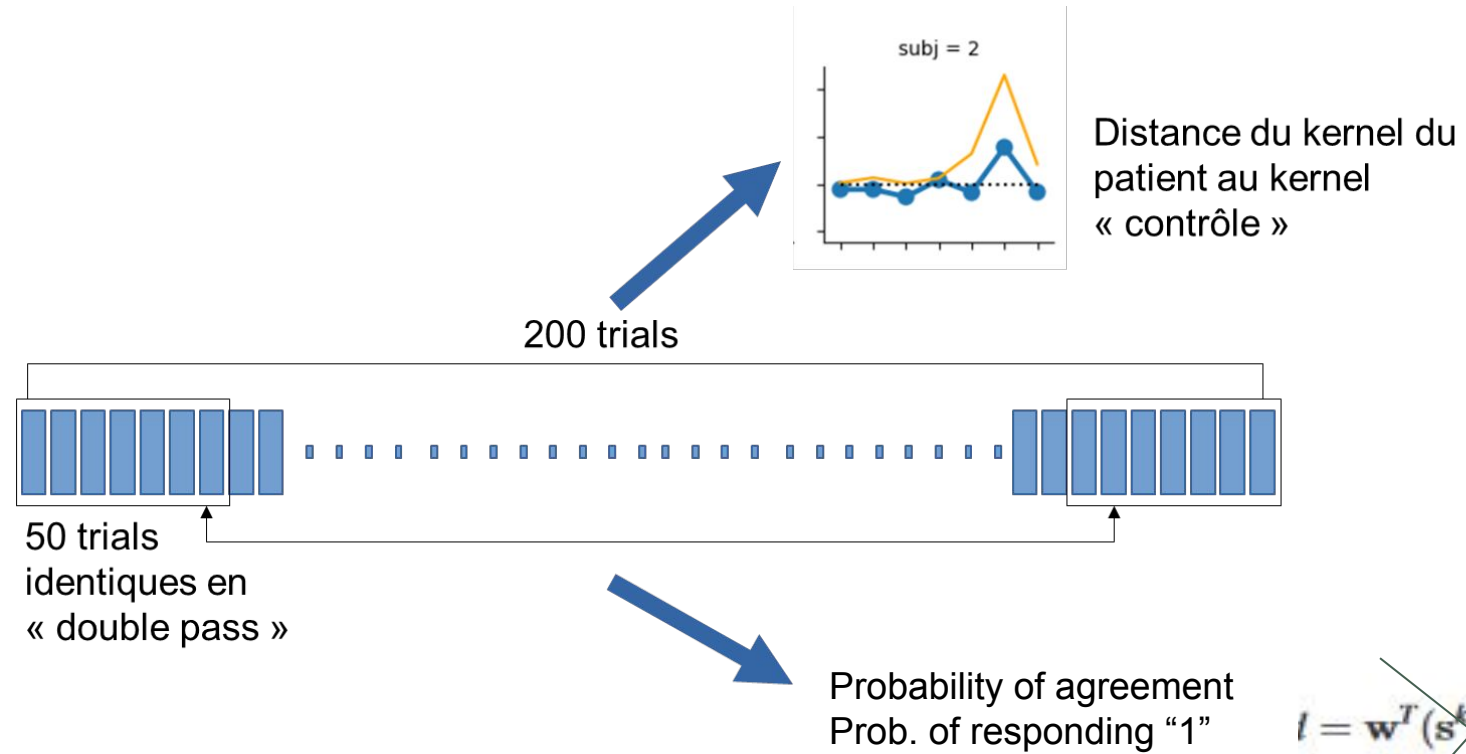 subj = 2
Distance du kernel du
patient au kernel
« contrôle »
200 trials
50 trials
identiques en
« double pass »
Probability of agreement
Prob. of responding “1”
= w^T(s^k